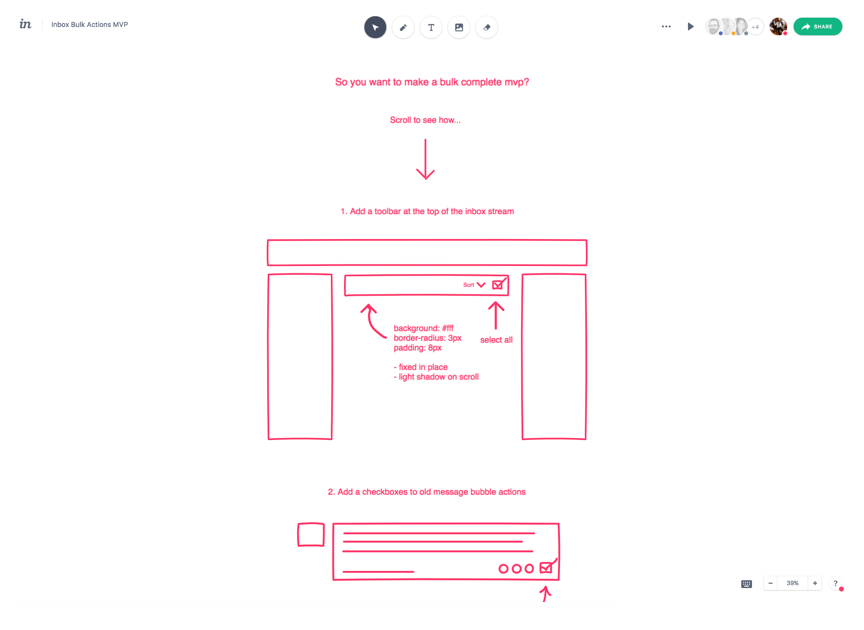 in
Inbox Bulk Actions MVP
T
+4
SHARE
So you want to make a bulk complete mvp?
Scroll to see how...
1. Add a toolbar at the top of the inbox stream
Sort
background: #fff
border-radius: 3px
padding: 8px
select all
- fixed in place
- light shadow on scroll
2. Add a checkboxes to old message bubble actions
- 39% +
?